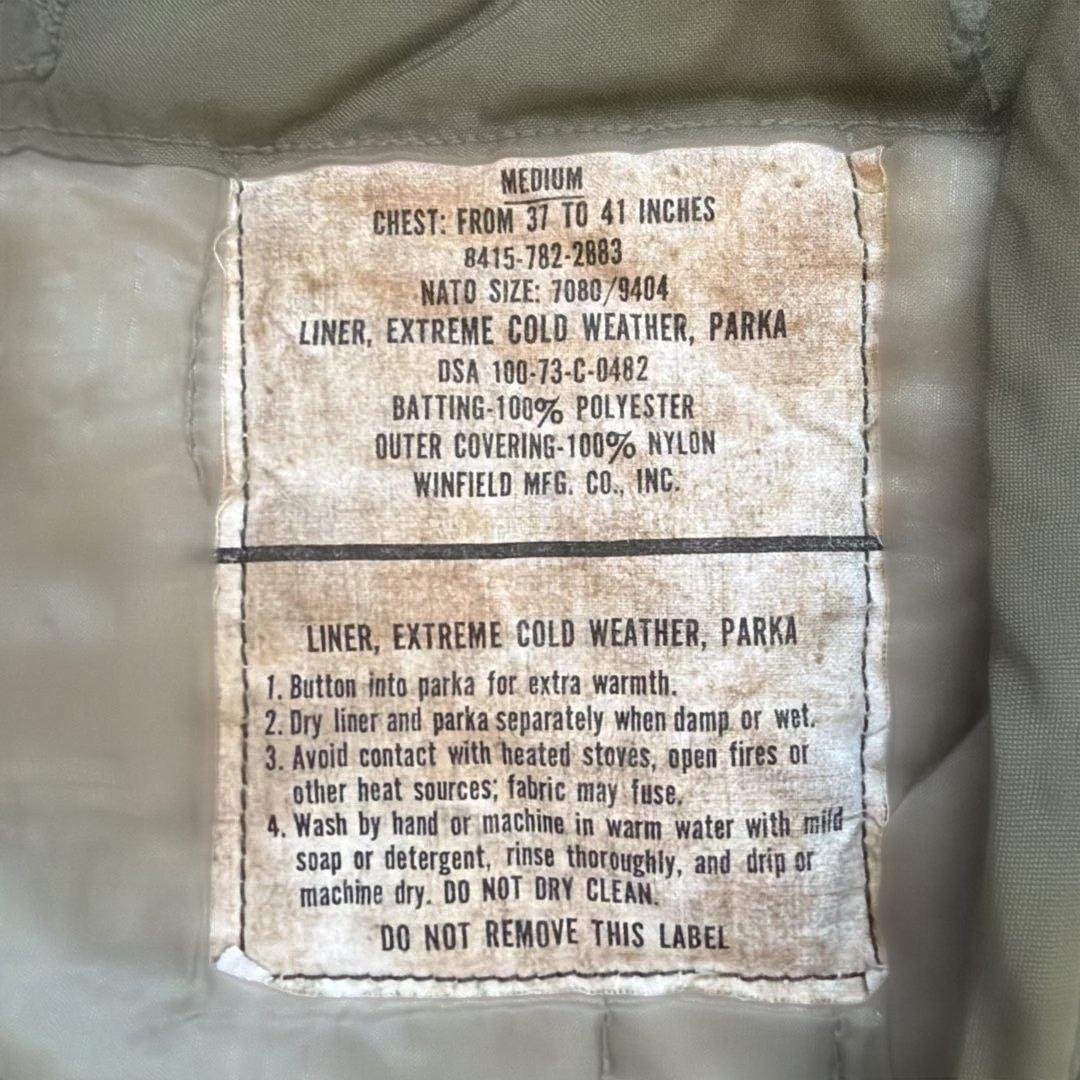 MEDIUM
CHEST: FROM 37 TO 41 INCHES
8415-782-2883
NATO SIZE: 7080/9404
LINER, EXTREME COLD WEATHER, PARKA
DSA 100-73-C-0482
BATTING-100% POLYESTER
OUTER COVERING-100% NYLON
WINFIELD MFG. CO., INC.
LINER, EXTREME COLD WEATHER, PARKA
1. Button into parka for extra warmth.
2. Dry liner and parka separately when damp or wet.
3. Avoid contact with heated stoves, open fires or
other heat sources; fabric may fuse.
4. Wash by hand or machine in warm water with mild
soap or detergent, rinse thoroughly, and drip or
machine dry. DO NOT DRY CLEAN.
DO NOT REMOVE THIS LABEL